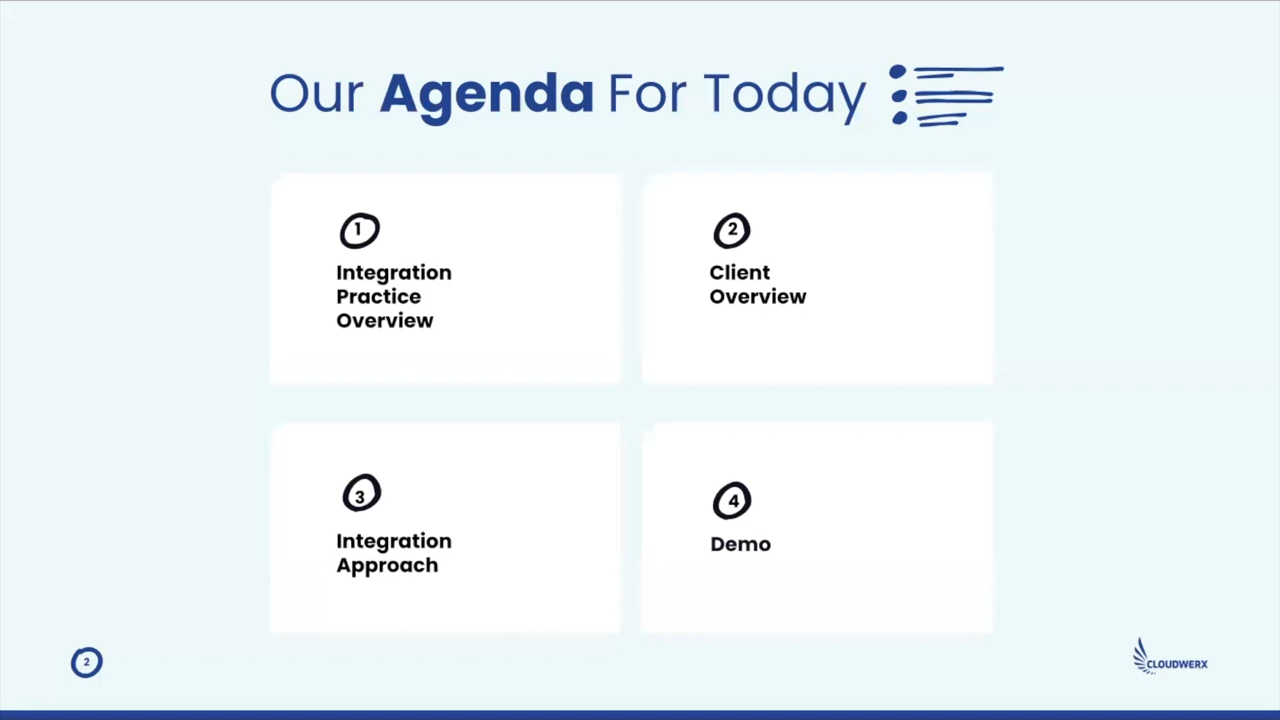 Our Agenda For Today
1
Integration
Practice
Overview
2
Client
Overview
3
Integration
Approach
4
Demo
2
CLOUDWERX